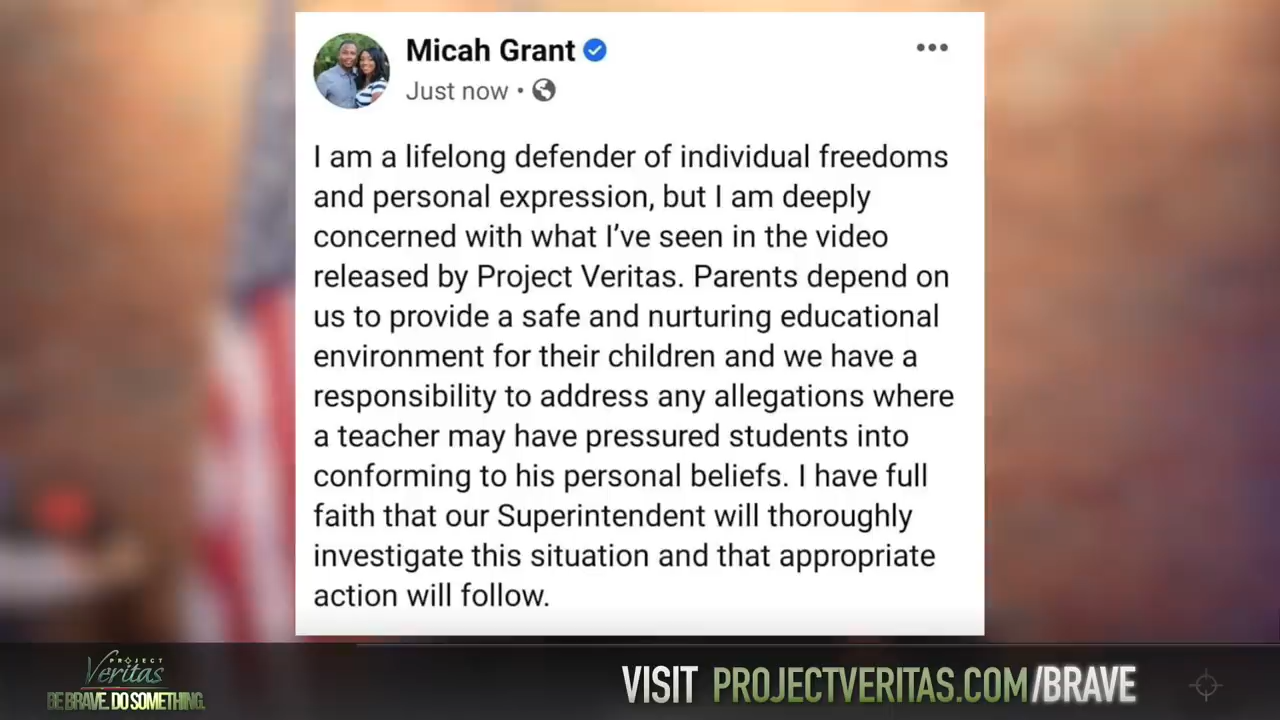 Micah Grant
Just now •
I am a lifelong defender of individual freedoms
and personal expression, but I am deeply
concerned with what I’ve seen in the video
released by Project Veritas. Parents depend on
us to provide a safe and nurturing educational
environment for their children and we have a
responsibility to address any allegations where
a teacher may have pressured students into
conforming to his personal beliefs. I have full
faith that our Superintendent will thoroughly
investigate this situation and that appropriate
action will follow.
PROJECT
Veritas
BE BRAVE. DO SOMETHING.
VISIT PROJECTVERITAS.COM/BRAVE